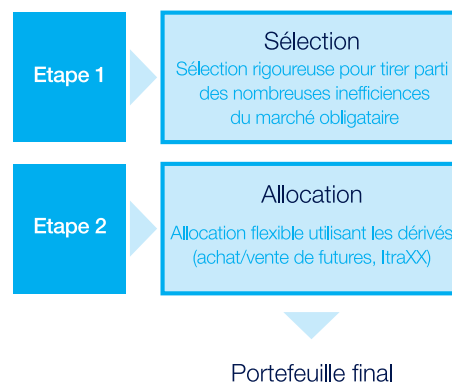 Etape 1
Sélection
Sélection rigoureuse pour tirer parti
des nombreuses inefficiences
du marché obligataire
Etape 2
Allocation
Allocation flexible utilisant les dérivés
(achat/vente de futures, ItraXX)
Portefeuille final